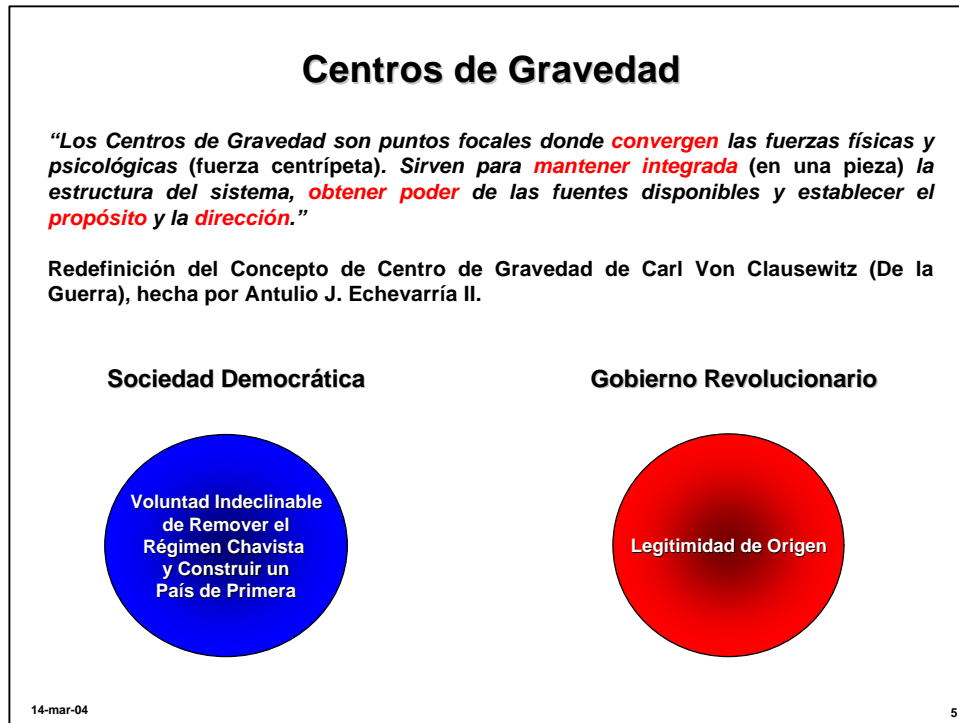 Centros de Gravedad
“Los Centros de Gravedad son puntos focales donde convergen las fuerzas físicas y
psicológicas (fuerza centrípeta). Sirven para mantener integrada (en una pieza) la
estructura del sistema, obtener poder de las fuentes disponibles y establecer el
propósito y la dirección.”
Redefinición del Concepto de Centro de Gravedad de Carl Von Clausewitz (De la
Guerra), hecha por Antulio J. Echevarría II.
Sociedad Democrática
Voluntad Indeclinable
de Remover el
Régimen Chavista
y Construir un
País de Primera
Gobierno Revolucionario
Legitimidad de Origen
14-mar-04
5